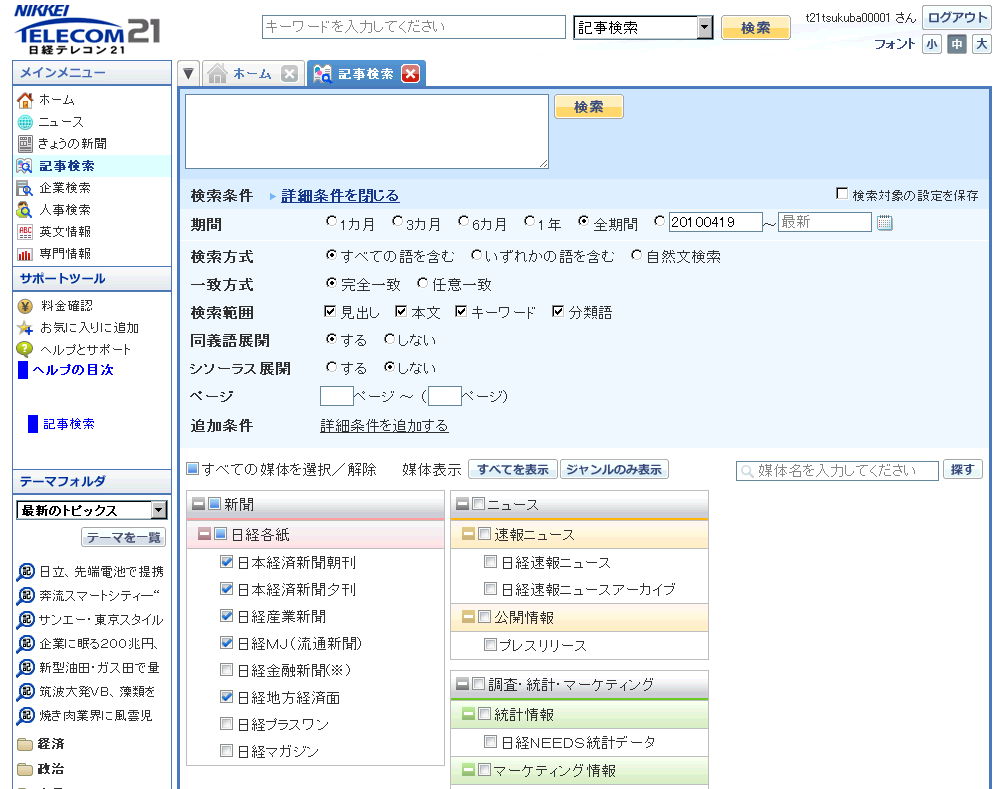 NIKKEI
TELECOM21
日経テレコン21
キーワードを入力してください
記事検索
検索
t21tsukuba00001 さん
ログアウト
フォント 小 中 大
メインメニュー
ホーム
ニュース
きょうの新聞
記事検索
企業検索
人事検索
英文情報
専門情報
サポートツール
料金確認
お気に入りに追加
ヘルプとサポート
ヘルプの目次
記事検索
テーマフォルダ
最新のトピックス
テーマを一覧
日立、先端電池で提携
奔流スマートシティー“
サンエー・東京スタイル
企業に眠る200兆円、
新型油田・ガス田で量
筑波大発VB、藻類を
焼き肉業界に風雲児
経済
政治
▼ ホーム 記事検索
検索
検索条件 詳細条件を閉じる
検索対象の設定を保存
期間 1カ月 3カ月 6カ月 1年 全期間 20100419 ～ 最新
検索方式 すべての語を含む いずれかの語を含む 自然文検索
一致方式 完全一致 任意一致
検索範囲 見出し 本文 キーワード 分類語
同義語展開 する しない
シソーラス展開 する しない
ページ ページ ～ ( ページ)
追加条件 詳細条件を追加する
すべての媒体を選択／解除 媒体表示 すべてを表示 ジャンルのみ表示
媒体名を入力してください 探す
新聞
日経各紙
日本経済新聞朝刊
日本経済新聞夕刊
日経産業新聞
日経MJ(流通新聞)
日経金融新聞(※)
日経地方経済面
日経プラスワン
日経マガジン
ニュース
速報ニュース
日経速報ニュース
日経速報ニュースアーカイブ
公開情報
プレスリリース
調査・統計・マーケティング
統計情報
日経NEEDS統計データ
マーケティング情報